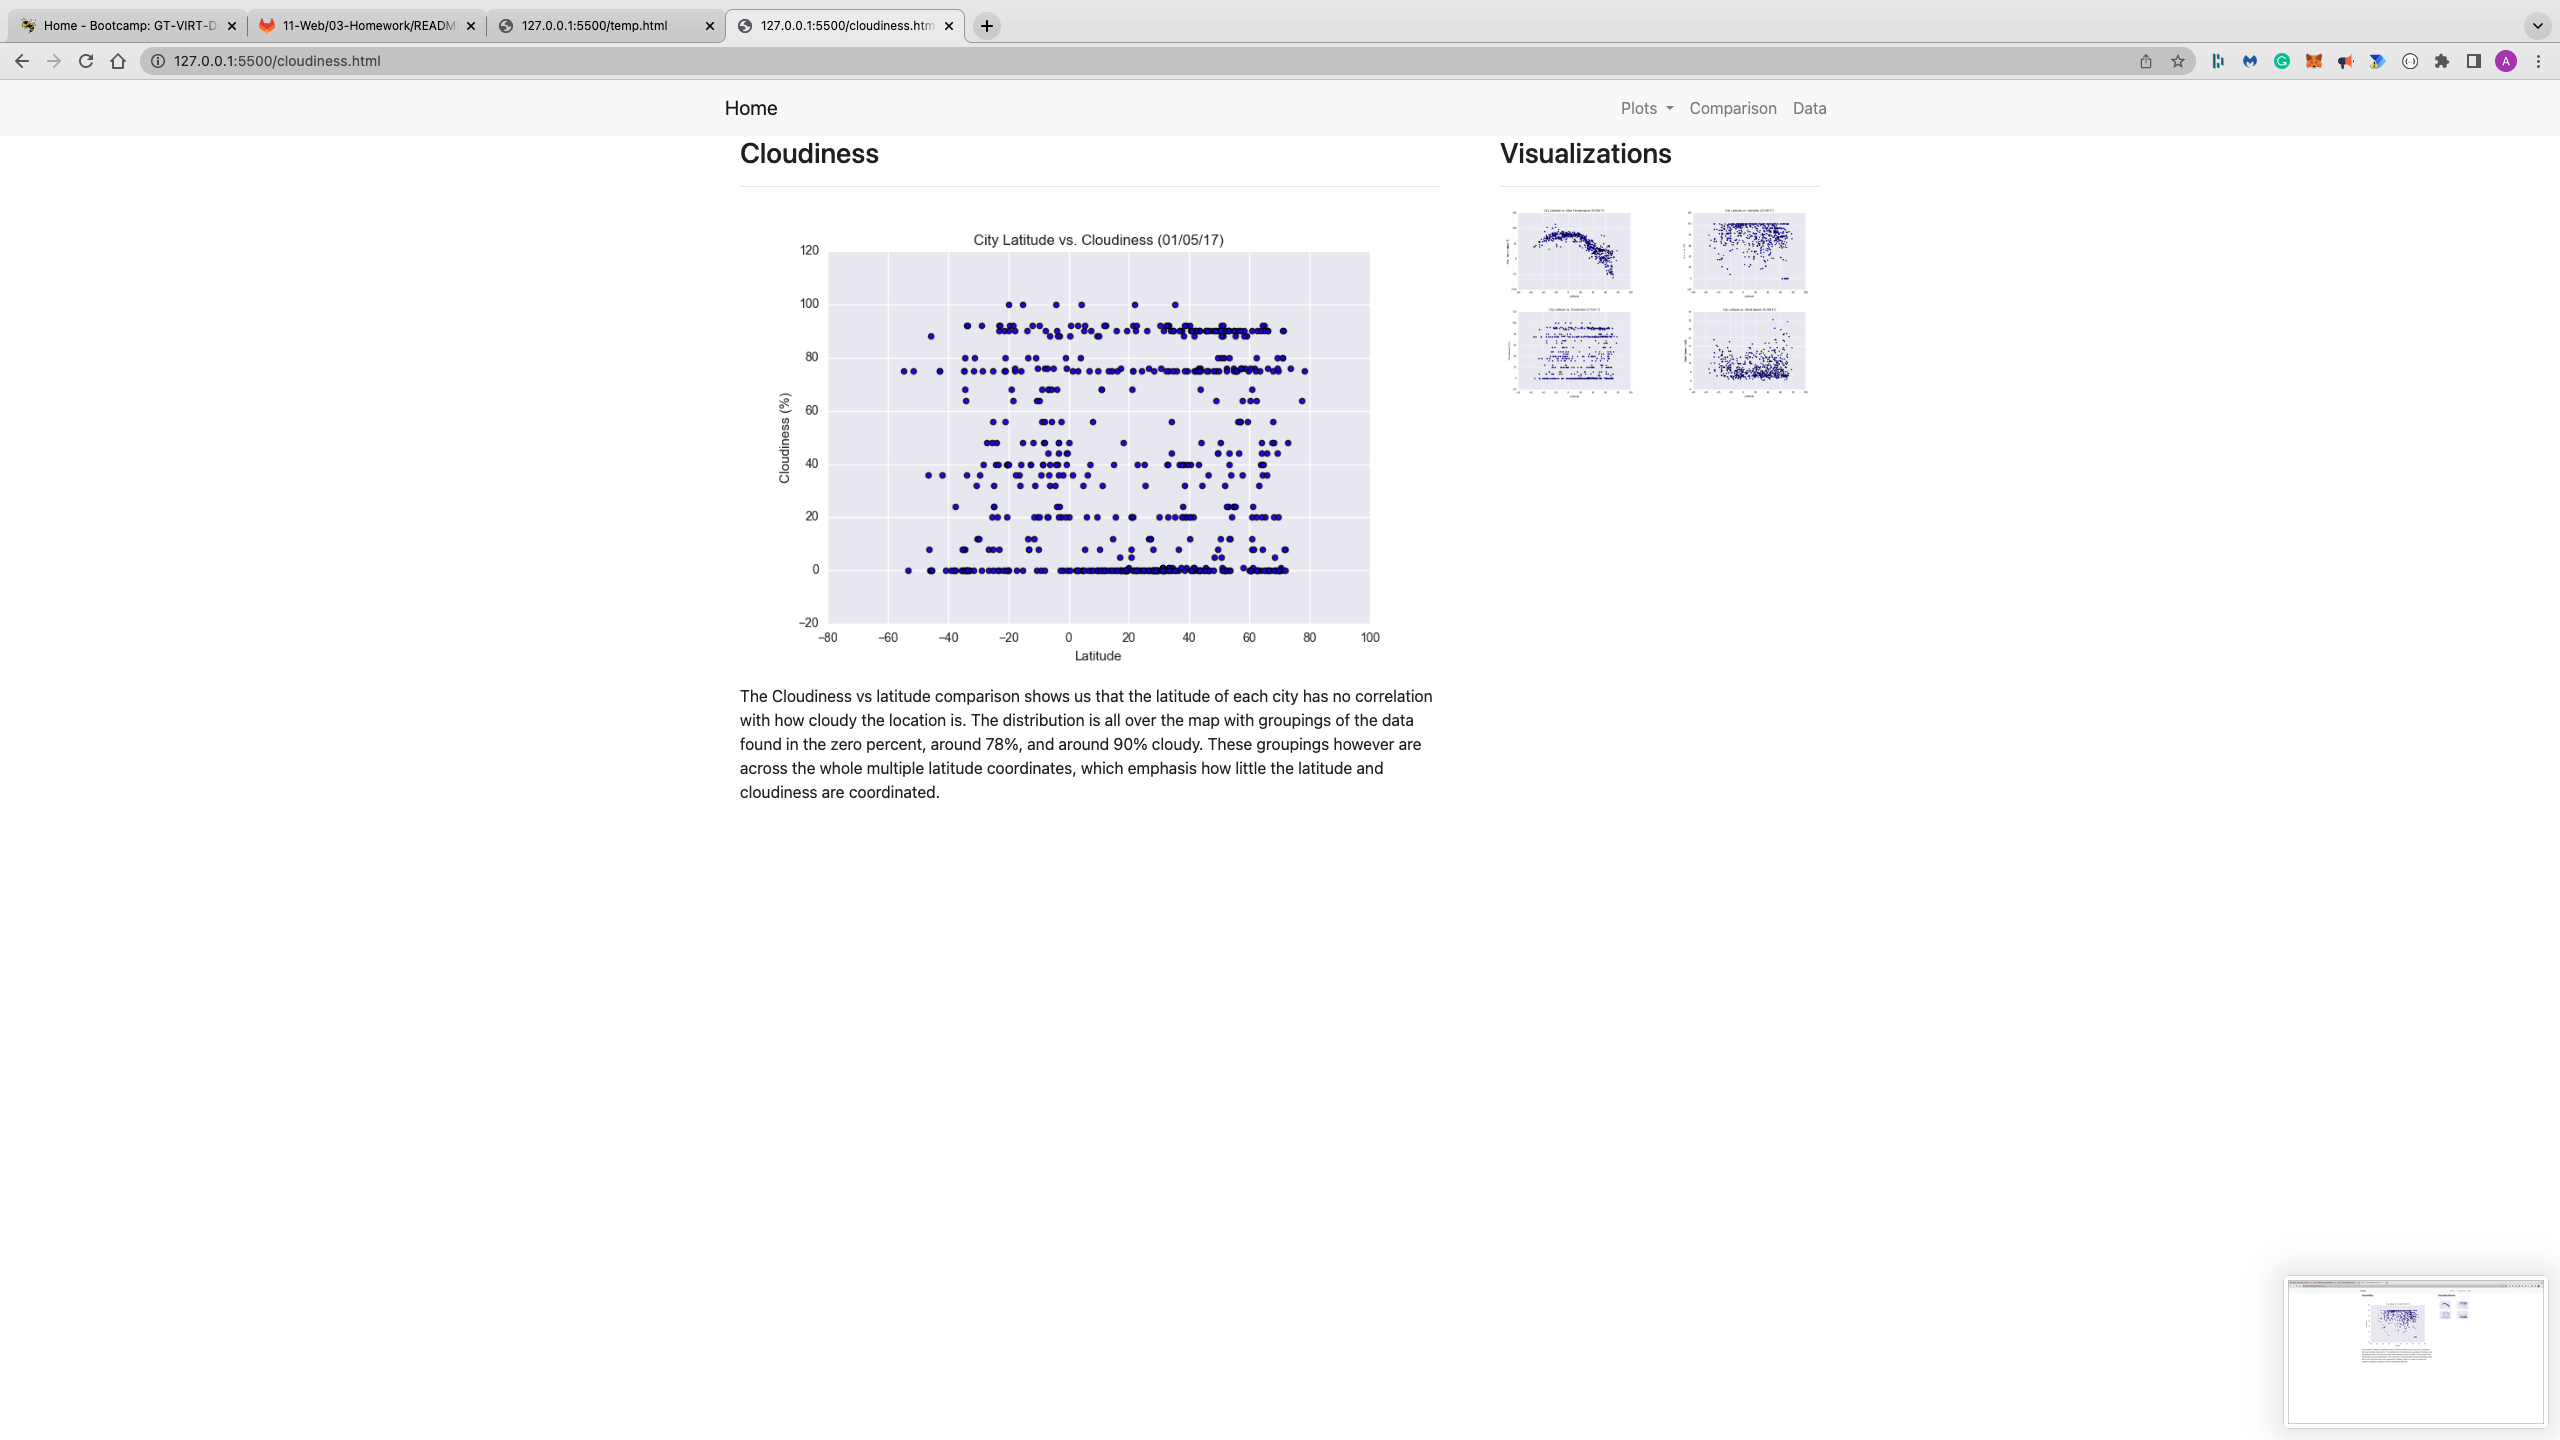 Home - Bootcamp: GT-VIRT-D
11-Web/03-Homework/READM
127.0.0.1:5500/temp.html
127.0.0.1:5500/cloudiness.htm
127.0.0.1:5500/cloudiness.html
A
Home
Plots
Comparison
Data
Cloudiness
Visualizations
City Latitude vs. Cloudiness (01/05/17)
120
100
80
60
40
20
0
−20
Cloudiness (%)
−80 −60 −40 −20 0 20 40 60 80 100
Latitude
The Cloudiness vs latitude comparison shows us that the latitude of each city has no correlation
with how cloudy the location is. The distribution is all over the map with groupings of the data
found in the zero percent, around 78%, and around 90% cloudy. These groupings however are
across the whole multiple latitude coordinates, which emphasis how little the latitude and
cloudiness are coordinated.